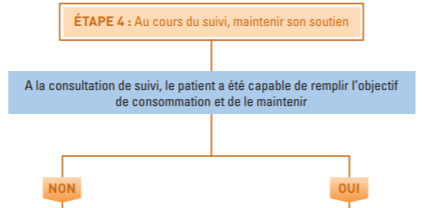 ÉTAPE 4 : Au cours du suivi, maintenir son soutien
A la consultation de suivi, le patient a été capable de remplir l'objectif
de consommation et de le maintenir
NON
OUI